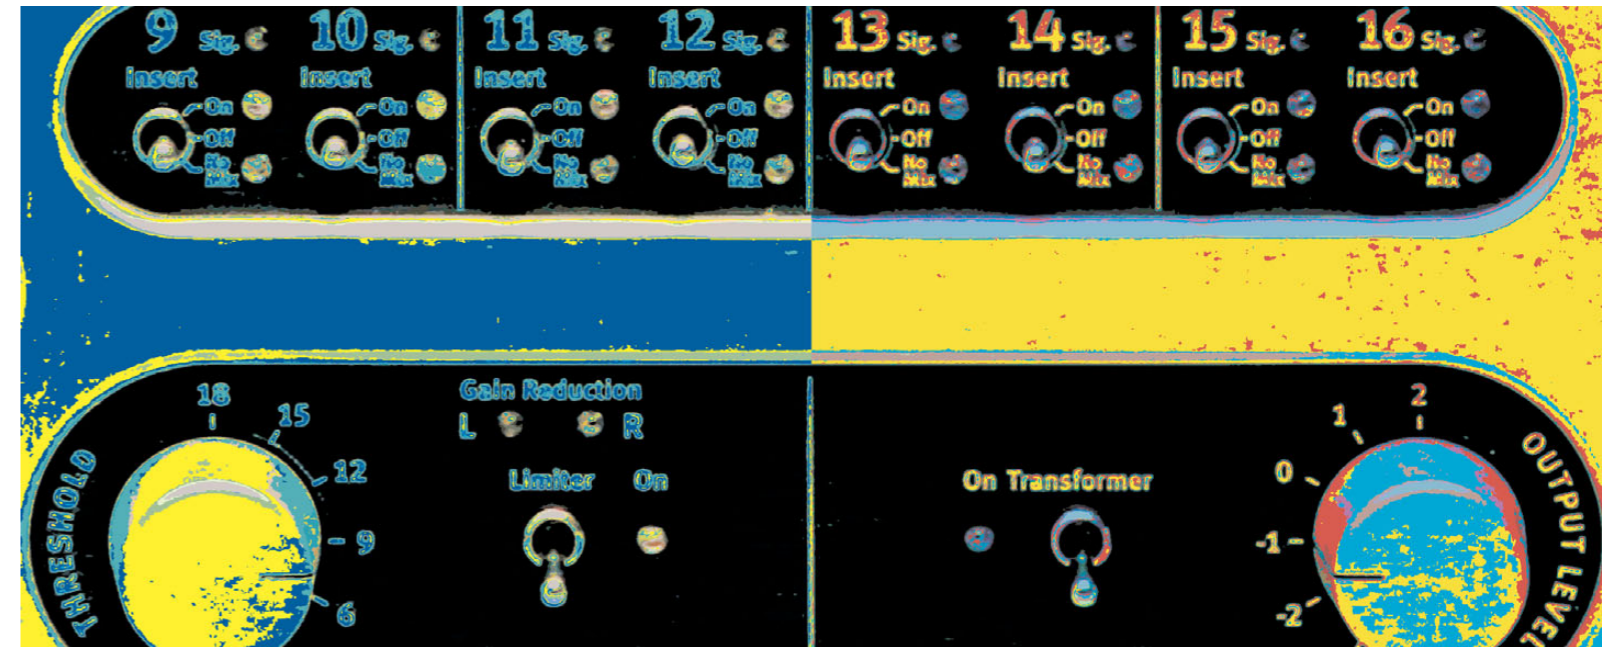 9 Sig. 10 Sig. 11 Sig. 12 Sig. 13 Sig. 14 Sig. 15 Sig. 16 Sig.
Insert Insert Insert Insert Insert Insert Insert Insert
On On On On On On On On
Off Off Off Off Off Off Off Off
No No No No No No No No
Mix Mix Mix Mix Mix Mix Mix Mix
THRESHOLD
18
15
12
9
6
Gain Reduction
L R
Limiter On
On Transformer
2
1
0
-1
-2
OUTPUT LEVEL